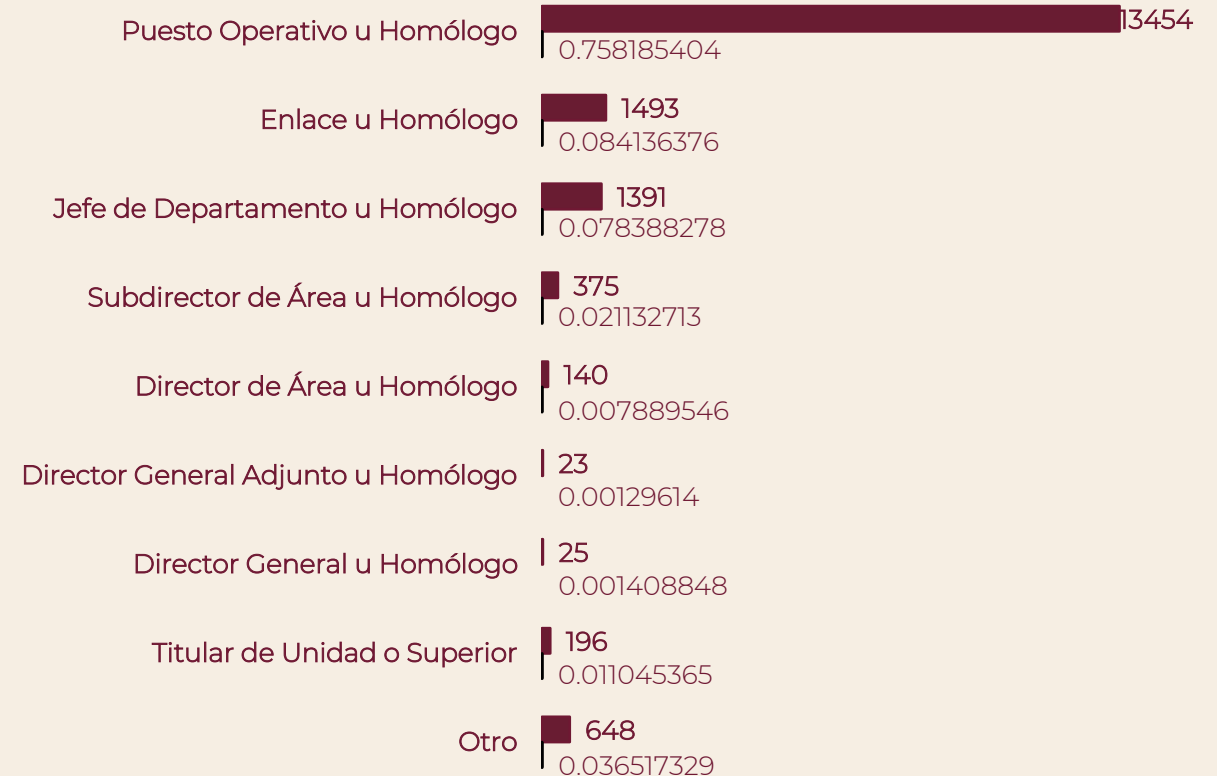 Puesto Operativo u Homólogo
13454
0.758185404
Enlace u Homólogo
1493
0.084136376
Jefe de Departamento u Homólogo
1391
0.078388278
Subdirector de Área u Homólogo
375
0.021132713
Director de Área u Homólogo
140
0.007889546
Director General Adjunto u Homólogo
23
0.00129614
Director General u Homólogo
25
0.001408848
Titular de Unidad o Superior
196
0.011045365
Otro
648
0.036517329